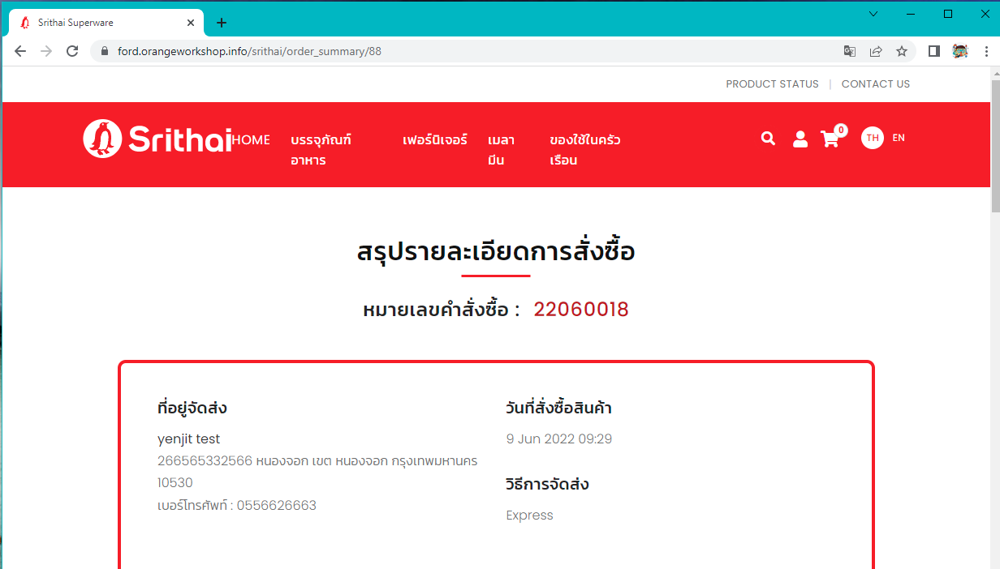 Srithai Superware
ford.orangeworkshop.info/srithai/order_summary/88
PRODUCT STATUS | CONTACT US
Srithai
HOME
บรรจุภัณฑ์
อาหาร
เฟอร์นิเจอร์
เมลา
มีน
ของใช้ในครัว
เรือน
0
TH
EN
สรุปรายละเอียดการสั่งซื้อ
หมายเลขคำสั่งซื้อ : 22060018
ที่อยู่จัดส่ง
yenjit test
266565332566 หนองจอก เขต หนองจอก กรุงเทพมหานคร
10530
เบอร์โทรศัพท์ : 0556626663
วันที่สั่งซื้อสินค้า
9 Jun 2022 09:29
วิธีการจัดส่ง
Express